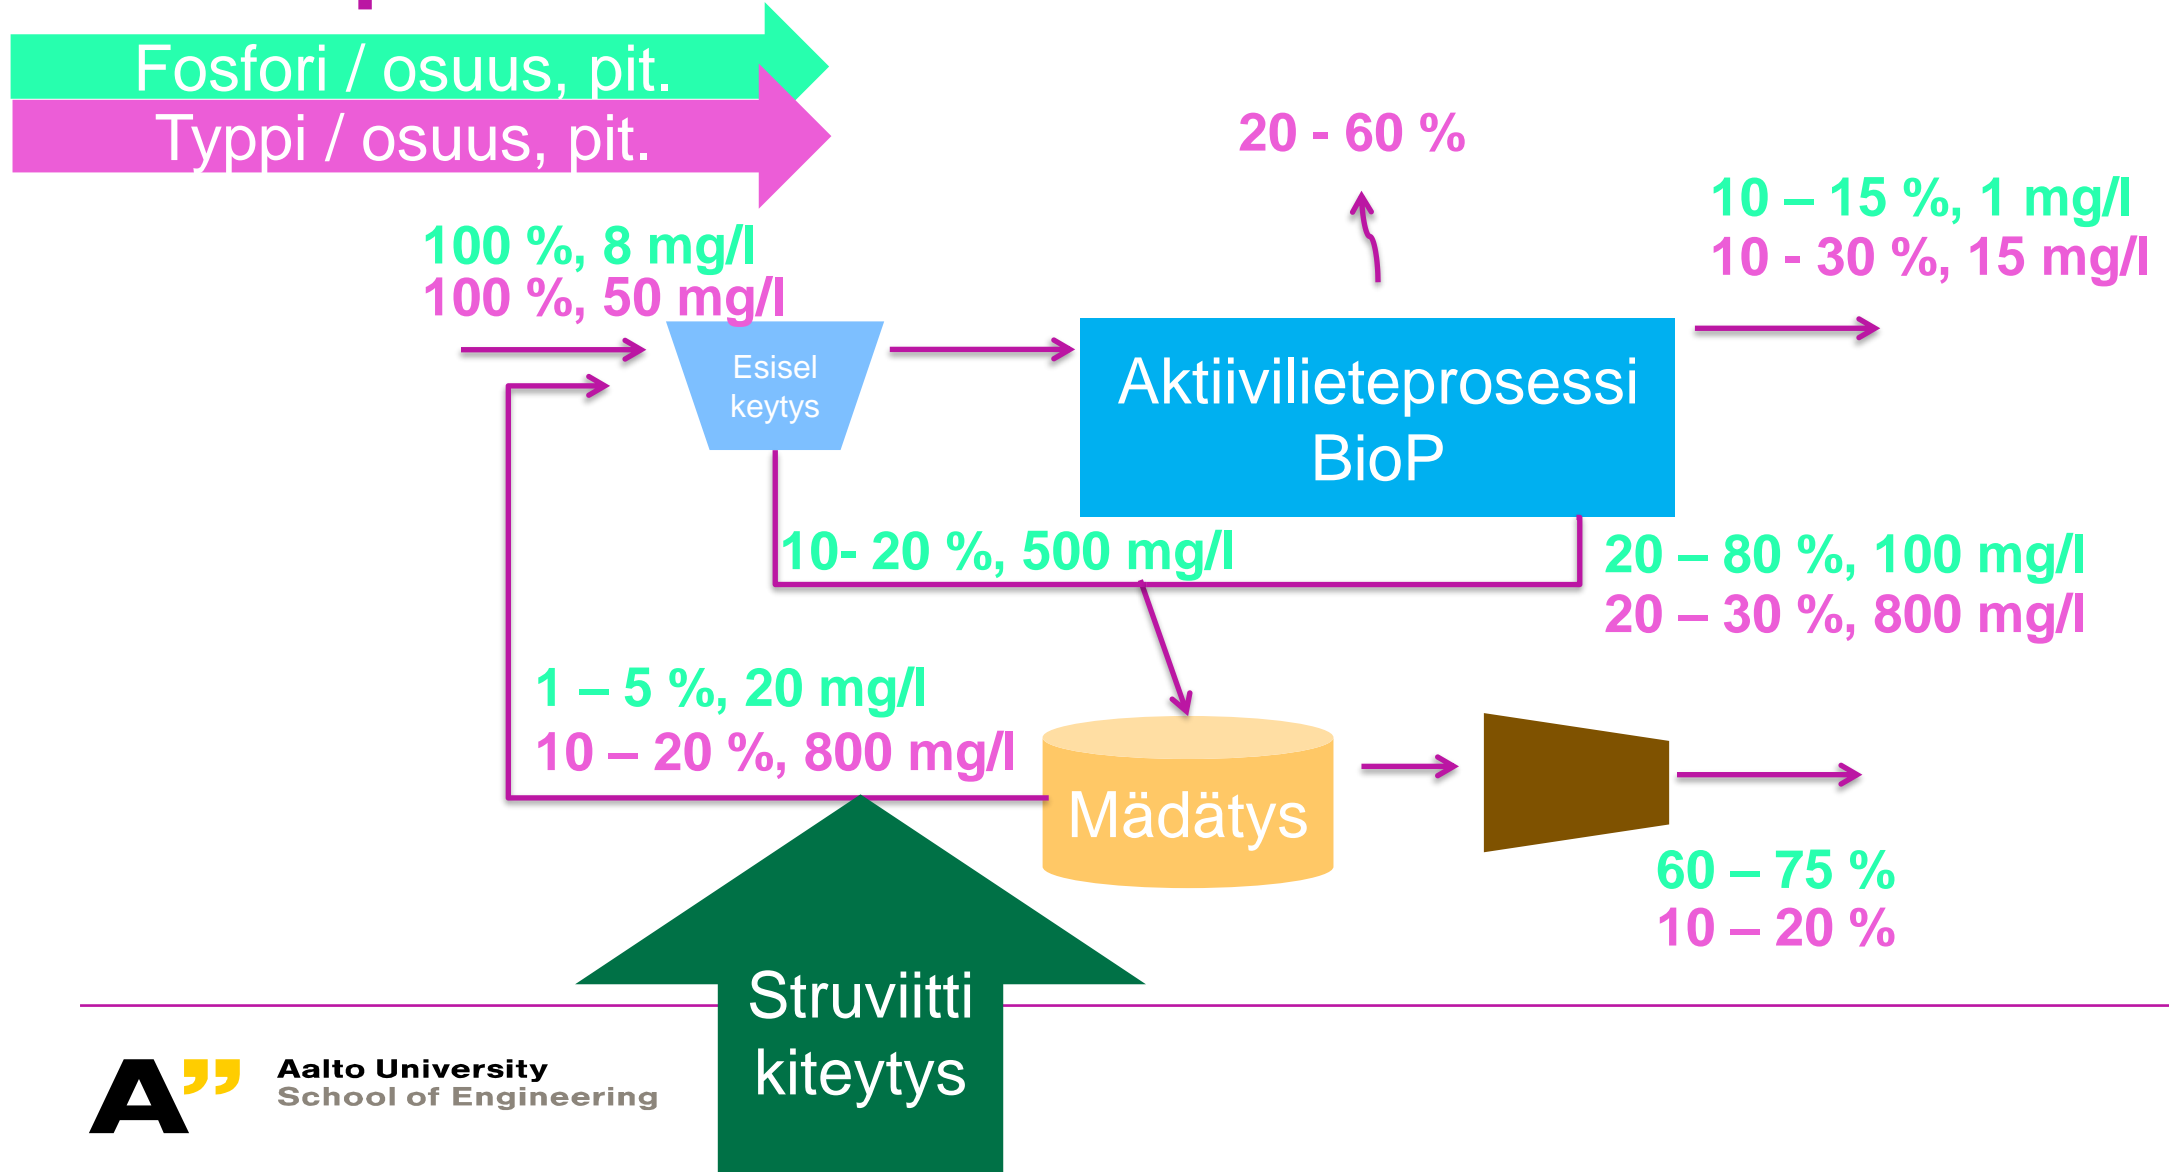 Fosfori / osuus, pit.
Typpi / osuus, pit.
20 - 60 %
10 – 15 %, 1 mg/l
10 - 30 %, 15 mg/l
100 %, 8 mg/l
100 %, 50 mg/l
Esisel
keytys
Aktiivilieteprosessi
BioP
10- 20 %, 500 mg/l
20 – 80 %, 100 mg/l
20 – 30 %, 800 mg/l
1 – 5 %, 20 mg/l
10 – 20 %, 800 mg/l
Mädätys
60 – 75 %
10 – 20 %
Struviitti
kiteytys
A”
Aalto University
School of Engineering